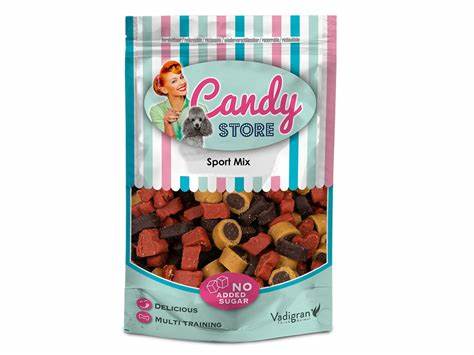 Candy
STORE
Sport Mix
NO
ADDED
SUGAR
DELICIOUS
MULTI TRAINING
Vadigran